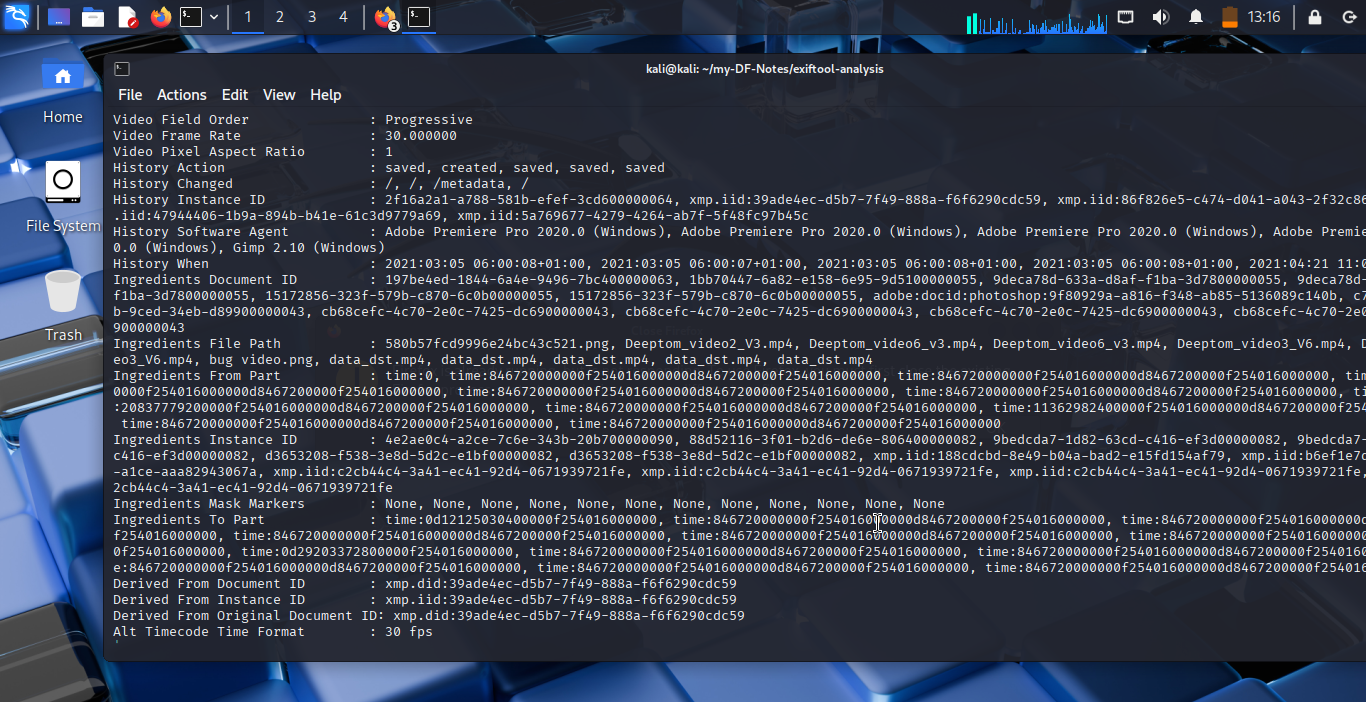 1 2 3 4 3 13:16
kali@kali: ~/my-DF-Notes/exiftool-analysis
File Actions Edit View Help
Home
File System
Trash
Video Field Order : Progressive
Video Frame Rate : 30.000000
Video Pixel Aspect Ratio : 1
History Action : saved, created, saved, saved, saved
History Changed : /, /, /metadata, /
History Instance ID : 2f16a2a1-a788-581b-efef-3cd600000064, xmp.iid:39ade4ec-d5b7-7f49-888a-f6f6290cdc59, xmp.iid:86f826e5-c474-d041-a043-2f32c86
.iid:47944406-1b9a-894b-b41e-61c3d9779a69, xmp.iid:5a769677-4279-4264-ab7f-5f48fc97b45c
History Software Agent : Adobe Premiere Pro 2020.0 (Windows), Adobe Premiere Pro 2020.0 (Windows), Adobe Premiere Pro 2020.0 (Windows), Adobe Premie
0.0 (Windows), Gimp 2.10 (Windows)
History When : 2021:03:05 06:00:08+01:00, 2021:03:05 06:00:07+01:00, 2021:03:05 06:00:08+01:00, 2021:03:05 06:00:08+01:00, 2021:04:21 11:0
Ingredients Document ID : 197be4ed-1844-6a4e-9496-7bc400000063, 1bb70447-6a82-e158-6e95-9d5100000055, 9deca78d-633a-d8af-f1ba-3d7800000055, 9deca78d-
f1ba-3d7800000055, 15172856-323f-579b-c870-6c0b00000055, 15172856-323f-579b-c870-6c0b00000055, adobe:docid:photoshop:9f80929a-a816-f348-ab85-5136089c140b, c7
b-9ced-34eb-d89900000043, cb68cefc-4c70-2e0c-7425-dc6900000043, cb68cefc-4c70-2e0c-7425-dc6900000043, cb68cefc-4c70-2e0c-7425-dc6900000043, cb68cefc-4c70-2e0
900000043
Ingredients File Path : 580b57fcd9996e24bc43c521.png, Deeptom_video2_V3.mp4, Deeptom_video6_v3.mp4, Deeptom_video6_v3.mp4, Deeptom_video3_V6.mp4, D
eo3_V6.mp4, bug video.png, data_dst.mp4, data_dst.mp4, data_dst.mp4, data_dst.mp4, data_dst.mp4
Ingredients From Part : time:0, time:846720000000f254016000000d8467200000f254016000000, time:846720000000f254016000000d8467200000f254016000000, tim
0000f254016000000d8467200000f254016000000, time:846720000000f254016000000d8467200000f254016000000, time:846720000000f254016000000d8467200000f254016000000, ti
:20837779200000f254016000000d8467200000f254016000000, time:846720000000f254016000000d8467200000f254016000000, time:11362982400000f254016000000d8467200000f254
time:846720000000f254016000000d8467200000f254016000000, time:846720000000f254016000000d8467200000f254016000000
Ingredients Instance ID : 4e2ae0c4-a2ce-7c6e-343b-20b700000090, 88d52116-3f01-b2d6-de6e-806400000082, 9bedcda7-1d82-63cd-c416-ef3d00000082, 9bedcda7-
c416-ef3d00000082, d3653208-f538-3e8d-5d2c-e1bf00000082, d3653208-f538-3e8d-5d2c-e1bf00000082, xmp.iid:188cdcbd-8e49-b04a-bad2-e15fd154af79, xmp.iid:b6ef1e7c
-a1ce-aaa82943067a, xmp.iid:c2cb44c4-3a41-ec41-92d4-0671939721fe, xmp.iid:c2cb44c4-3a41-ec41-92d4-0671939721fe, xmp.iid:c2cb44c4-3a41-ec41-92d4-0671939721fe,
2cb44c4-3a41-ec41-92d4-0671939721fe
Ingredients Mask Markers : None, None, None, None, None, None, None, None, None, None, None, None
Ingredients To Part : time:0d12125030400000f254016000000, time:846720000000f254016000000d8467200000f254016000000, time:846720000000f254016000000d
f254016000000, time:846720000000f254016000000d8467200000f254016000000, time:846720000000f254016000000d8467200000f254016000000, time:846720000000f254016000000
0f254016000000, time:0d29203372800000f254016000000, time:846720000000f254016000000d8467200000f254016000000, time:846720000000f254016000000d8467200000f254016
e:846720000000f254016000000d8467200000f254016000000, time:846720000000f254016000000d8467200000f254016000000, time:846720000000f254016000000d8467200000f25401
Derived From Document ID : xmp.did:39ade4ec-d5b7-7f49-888a-f6f6290cdc59
Derived From Instance ID : xmp.iid:39ade4ec-d5b7-7f49-888a-f6f6290cdc59
Derived From Original Document ID: xmp.did:39ade4ec-d5b7-7f49-888a-f6f6290cdc59
Alt Timecode Time Format : 30 fps